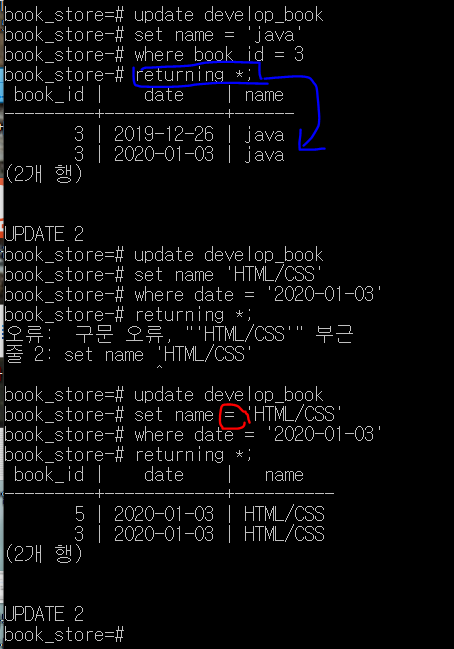 book_store=# update develop_book
book_store-# set name = 'java'
book_store-# where book_id = 3
book_store-# returning *;
 book_id |    date    | name
---------+------------+------
       3 | 2019-12-26 | java
       3 | 2020-01-03 | java
(2개 행)
UPDATE 2
book_store=# update develop_book
book_store-# set name 'HTML/CSS'
book_store-# where date = '2020-01-03'
book_store-# returning *;
오류:  구문 오류, "'HTML/CSS'" 부근
줄 2: set name 'HTML/CSS'
               ^
book_store=# update develop_book
book_store-# set name = 'HTML/CSS'
book_store-# where date = '2020-01-03'
book_store-# returning *;
 book_id |    date    |   name
---------+------------+----------
       5 | 2020-01-03 | HTML/CSS
       3 | 2020-01-03 | HTML/CSS
(2개 행)
UPDATE 2
book_store=#